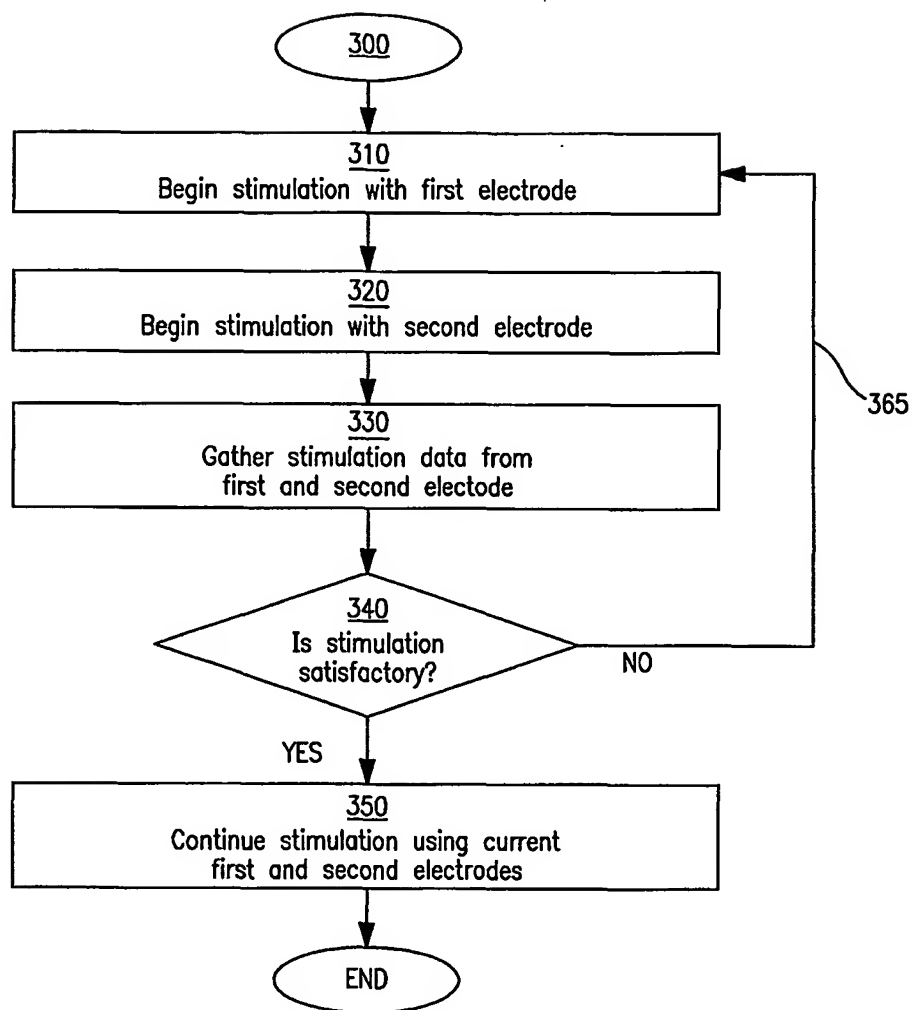 300
310
Begin stimulation with first electrode
320
Begin stimulation with second electrode
330
Gather stimulation data from
first and second electode
365
340
Is stimulation
satisfactory?
NO
YES
350
Continue stimulation using current
first and second electrodes
END